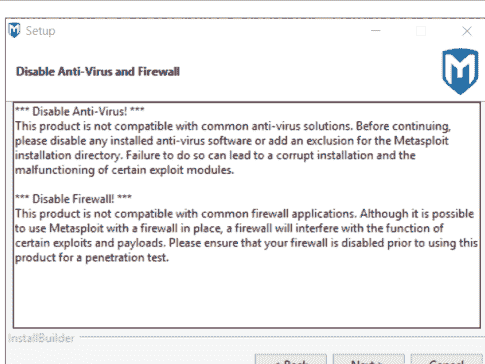 Setup
Disable Anti-Virus and Firewall
*** Disable Anti-Virus! ***
This product is not compatible with common anti-virus solutions. Before continuing,
please disable any installed anti-virus software or add an exclusion for the Metasploit
installation directory. Failure to do so can lead to a corrupt installation and the
malfunctioning of certain exploit modules.
*** Disable Firewall! ***
This product is not compatible with common firewall applications. Although it is possible
to use Metasploit with a firewall in place, a firewall will interfere with the function of
certain exploits and payloads. Please ensure that your firewall is disabled prior to using this
product for a penetration test.
InstallBuilder
< Back Next > Cancel